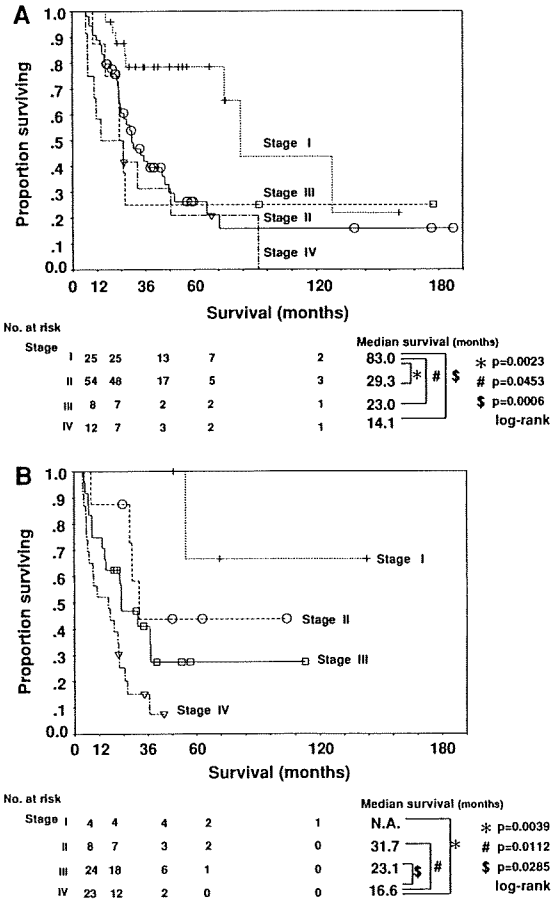 A
Proportion surviving
1.0
.9
.8
.7
.6
.5
.4
.3
.2
.1
0.0
Stage I
Stage III
Stage II
Stage IV
0 12 36 60 120 180
Survival (months)
No. at risk
Stage
I 25 25 13 7 2
II 54 48 17 5 3
III 8 7 2 2 1
IV 12 7 3 2 1
Median survival (months)
83.0
29.3
23.0
14.1
* # $
* p=0.0023
# p=0.0453
$ p=0.0006
log-rank
B
Proportion surviving
1.0
.9
.8
.7
.6
.5
.4
.3
.2
.1
0.0
Stage I
Stage II
Stage III
Stage IV
0 12 36 60 120 180
Survival (months)
No. at risk
Stage
I 4 4 4 2 1
II 8 7 3 2 0
III 24 18 6 1 0
IV 23 12 2 0 0
Median survival (months)
N.A.
31.7
23.1
16.6
$ # *
* p=0.0039
# p=0.0112
$ p=0.0285
log-rank